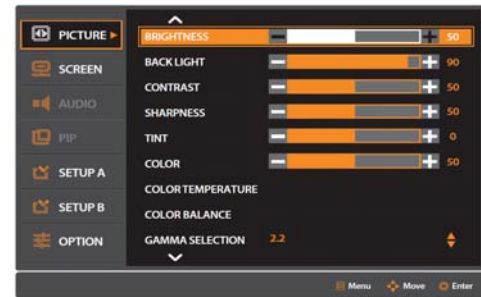 PICTURE
SCREEN
AUDIO
PIP
SETUP A
SETUP B
OPTION
BRIGHTNESS 50
BACK LIGHT 90
CONTRAST 50
SHARPNESS 50
TINT 0
COLOR 50
COLOR TEMPERATURE
COLOR BALANCE
GAMMA SELECTION 2.2
Menu Move Enter